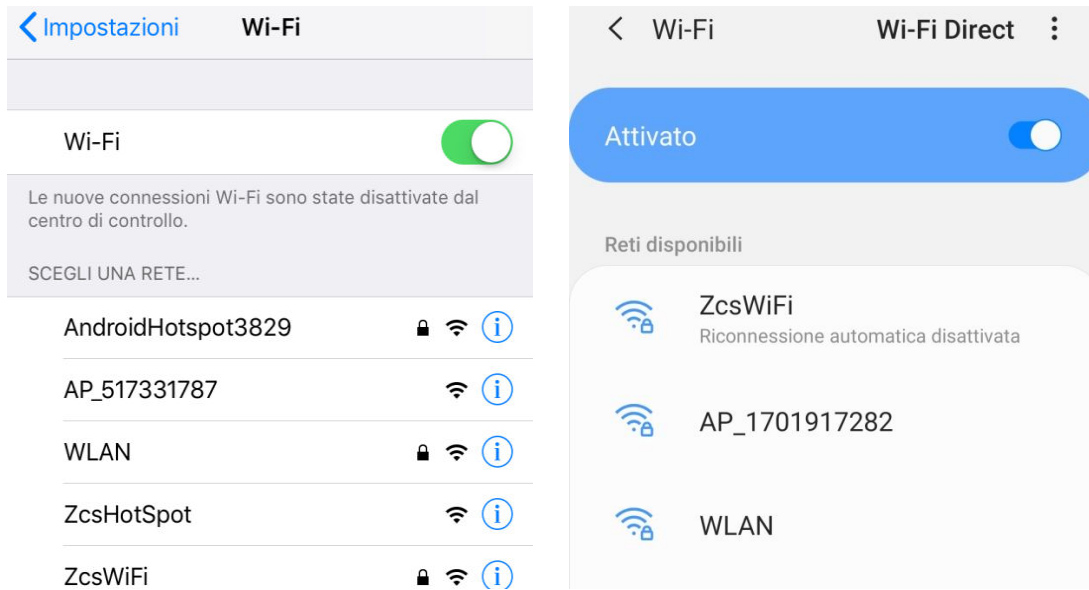 Impostazioni Wi-Fi
Wi-Fi
Le nuove connessioni Wi-Fi sono state disattivate dal
centro di controllo.
SCEGLI UNA RETE...
AndroidHotspot3829
AP_517331787
WLAN
ZcsHotSpot
ZcsWiFi
Wi-Fi Wi-Fi Direct
Attivato
Reti disponibili
ZcsWiFi
Riconnessione automatica disattivata
AP_1701917282
WLAN